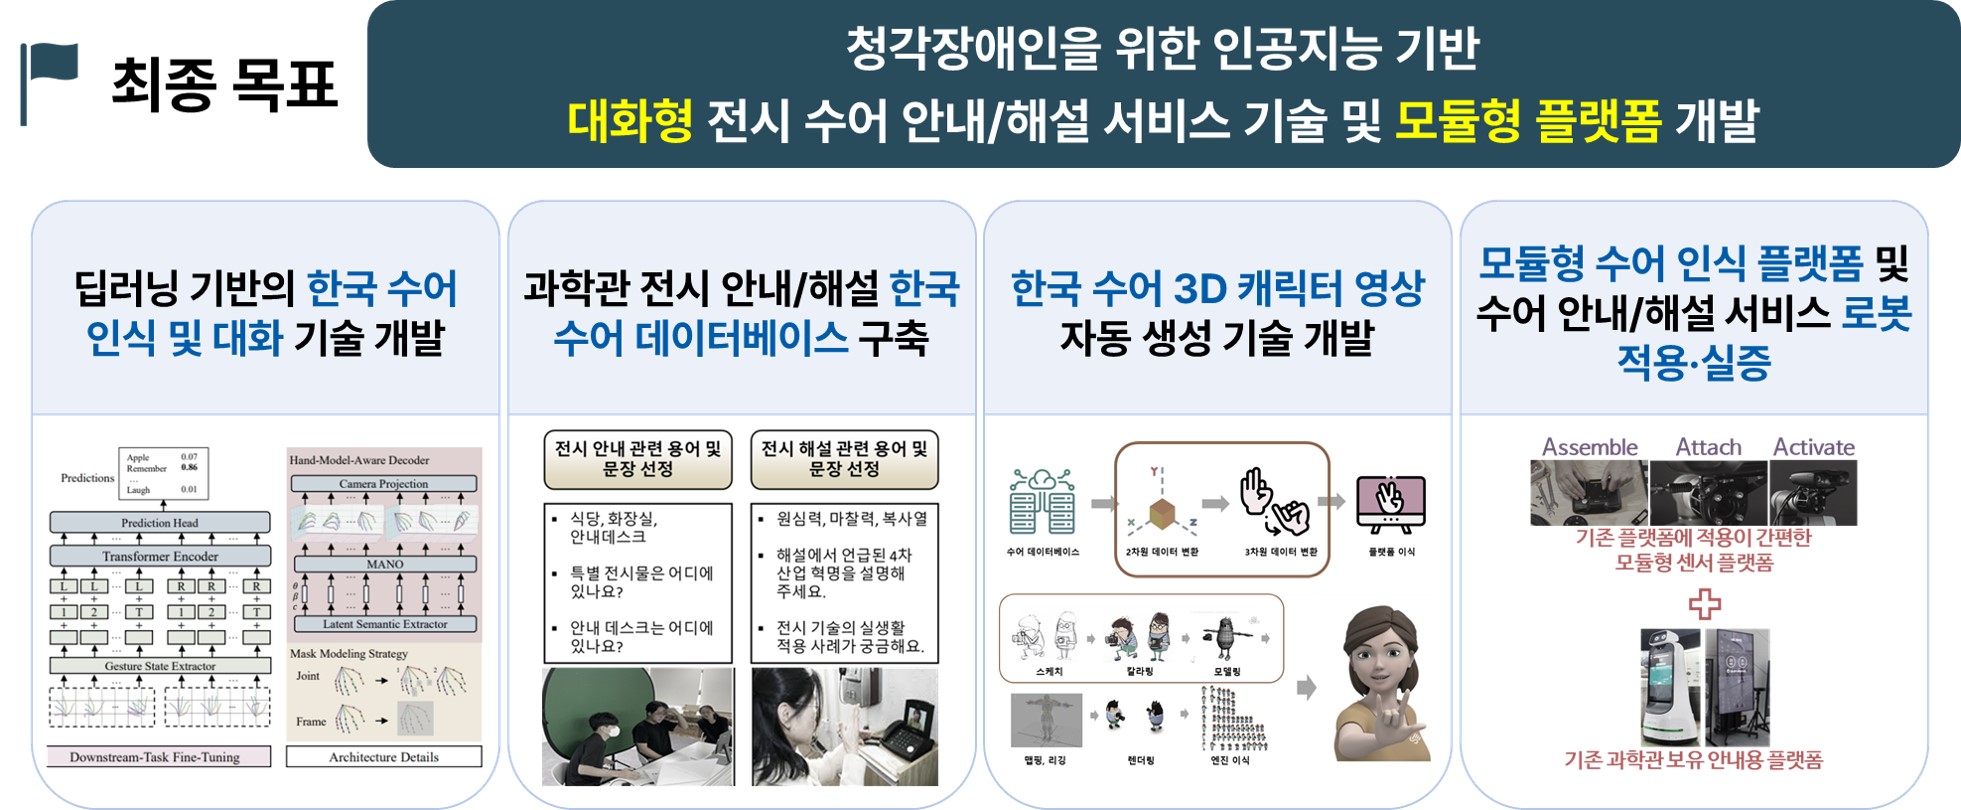 최종 목표
청각장애인을 위한 인공지능 기반
대화형 전시 수어 안내/해설 서비스 기술 및 모듈형 플랫폼 개발
딥러닝 기반의 한국 수어
인식 및 대화 기술 개발
Predictions
Apple 0.07
Remember 0.86
...
Laugh 0.01
Prediction Head
Transformer Encoder
L L ... L R R ... R
+ + + + + +
1 2 ... T 1 2 ... T
+ + + + + +
Gesture State Extractor
Downstream-Task Fine-Tuning
Hand-Model-Aware Decoder
Camera Projection
MANO
θ
β
c
Latent Semantic Extractor
Mask Modeling Strategy
Joint
1 2
Frame
Architecture Details
과학관 전시 안내/해설 한국
수어 데이터베이스 구축
전시 안내 관련 용어 및
문장 선정
▪ 식당, 화장실,
안내데스크
▪ 특별 전시물은 어디에
있나요?
▪ 안내 데스크는 어디에
있나요?
전시 해설 관련 용어 및
문장 선정
▪ 원심력, 마찰력, 복사열
▪ 해설에서 언급된 4차
산업 혁명을 설명해
주세요.
▪ 전시 기술의 실생활
적용 사례가 궁금해요.
한국 수어 3D 캐릭터 영상
자동 생성 기술 개발
수어 데이터베이스
Y
X
Z
2차원 데이터 변환
3차원 데이터 변환
플랫폼 이식
스케치
칼라링
모델링
맵핑, 리깅
렌더링
엔진 이식
모듈형 수어 인식 플랫폼 및
수어 안내/해설 서비스 로봇
적용·실증
Assemble Attach Activate
기존 플랫폼에 적용이 간편한
모듈형 센서 플랫폼
기존 과학관 보유 안내용 플랫폼